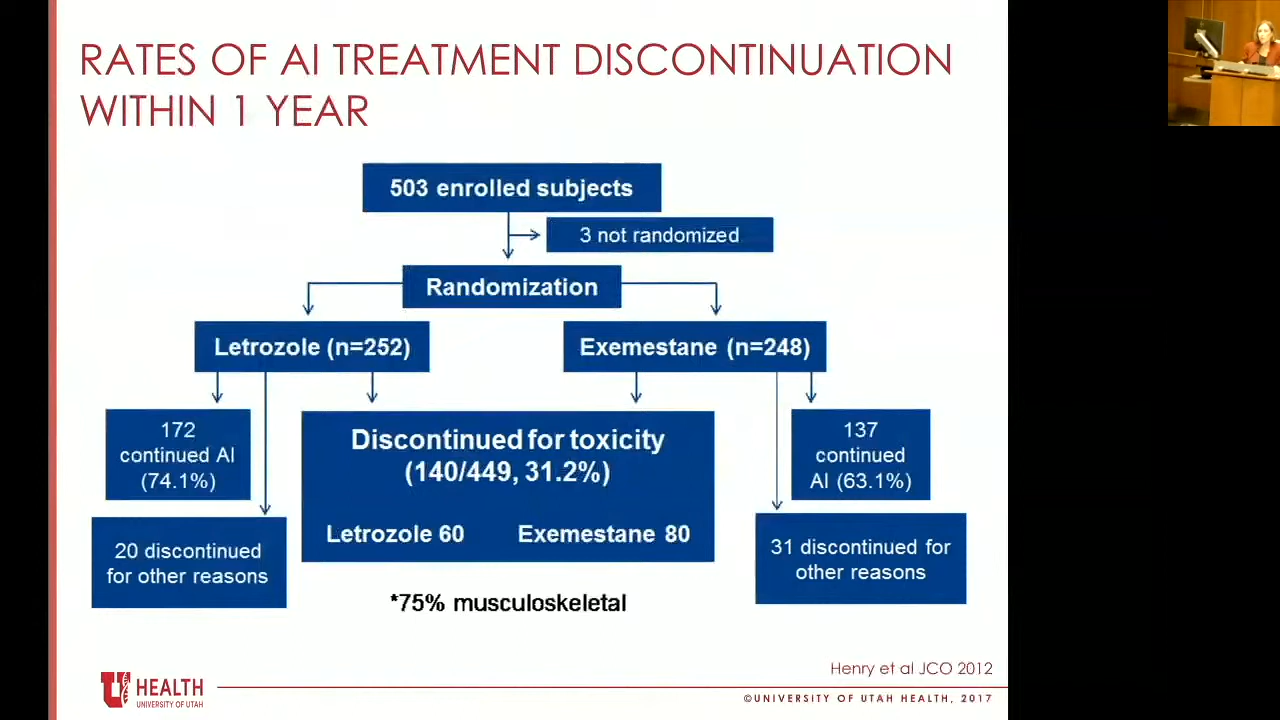 RATES OF AI TREATMENT DISCONTINUATION
WITHIN 1 YEAR
503 enrolled subjects
3 not randomized
Randomization
Letrozole (n=252)
Exemestane (n=248)
172
continued AI
(74.1%)
Discontinued for toxicity
(140/449, 31.2%)
Letrozole 60
Exemestane 80
137
continued
AI (63.1%)
20 discontinued
for other reasons
31 discontinued for
other reasons
*75% musculoskeletal
Henry et al JCO 2012
U
HEALTH
UNIVERSITY OF UTAH
©UNIVERSITY OF UTAH HEALTH, 2017